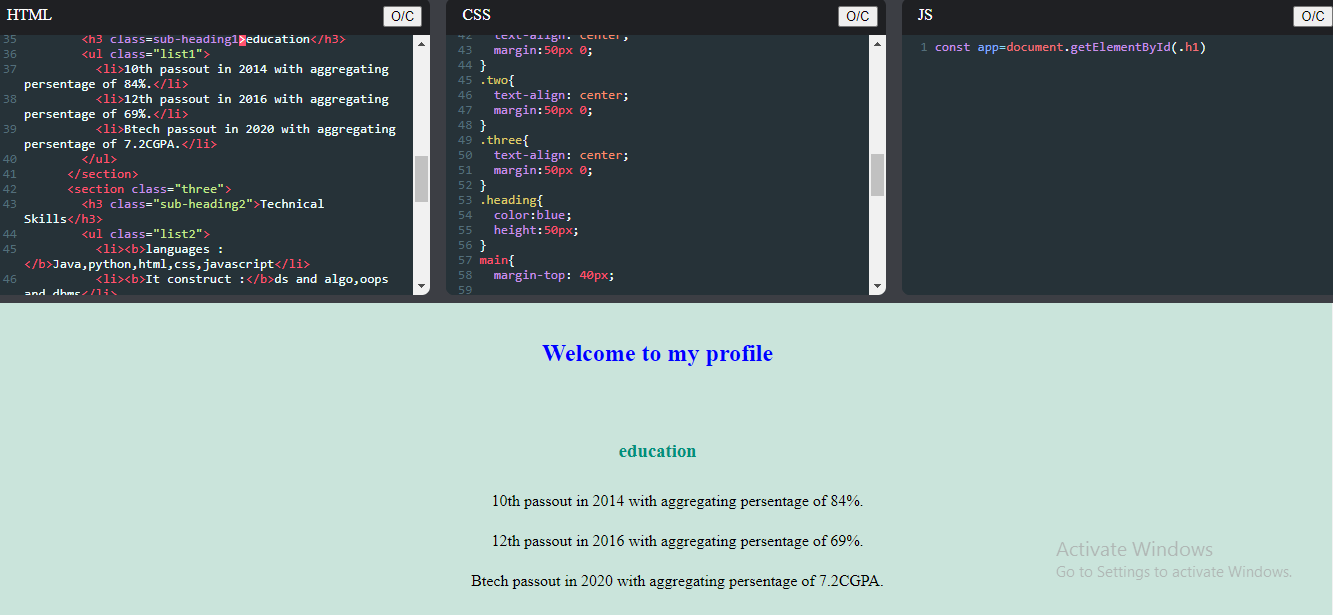 HTML
O/C
35 <h3 class=sub-heading1>education</h3>
36 <ul class="list1">
37 <li>10th passout in 2014 with aggregating
persentage of 84%.</li>
38 <li>12th passout in 2016 with aggregating
persentage of 69%.</li>
39 <li>Btech passout in 2020 with aggregating
persentage of 7.2CGPA.</li>
40 </ul>
41 </section>
42 <section class="three">
43 <h3 class="sub-heading2">Technical
Skills</h3>
44 <ul class="list2">
45 <li><b>languages :
</b>Java,python,html,css,javascript</li>
46 <li><b>It construct :</b>ds and algo,oops
and dbms</li>
CSS
O/C
42 text-align: center;
43 margin:50px 0;
44 }
45 .two{
46 text-align: center;
47 margin:50px 0;
48 }
49 .three{
50 text-align: center;
51 margin:50px 0;
52 }
53 .heading{
54 color:blue;
55 height:50px;
56 }
57 main{
58 margin-top: 40px;
59
JS
O/C
1 const app=document.getElementById(.h1)
Welcome to my profile
education
10th passout in 2014 with aggregating persentage of 84%.
12th passout in 2016 with aggregating persentage of 69%.
Btech passout in 2020 with aggregating persentage of 7.2CGPA.
Activate Windows
Go to Settings to activate Windows.